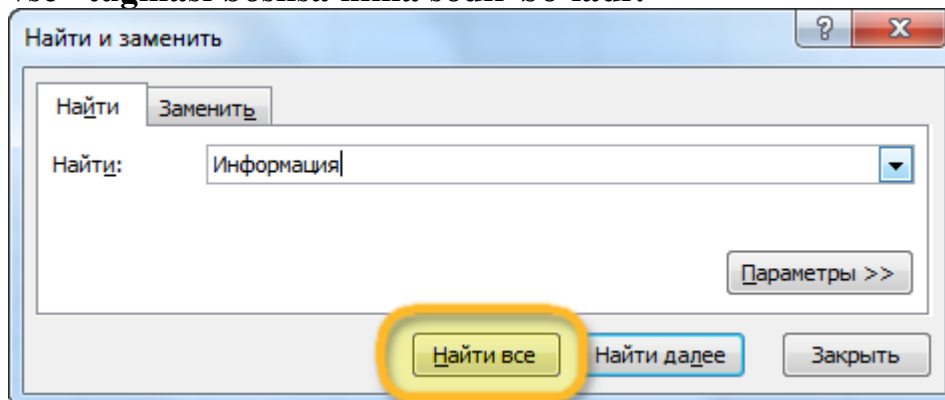 Найти и заменить
Найти Заменить
Найти: Информация
Параметры >>
Найти все Найти далее Закрыть